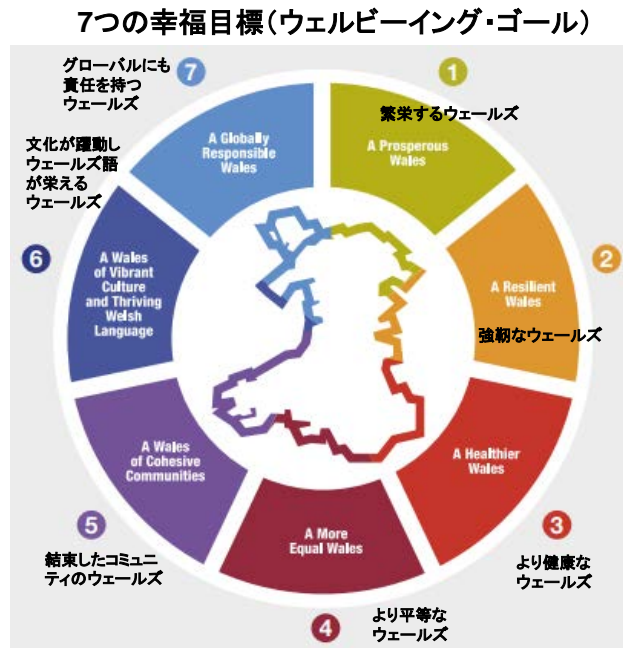 7つの幸福目標(ウェルビーイング・ゴール)
1
繁栄するウェールズ
A Prosperous
Wales
2
A Resilient
Wales
強靭なウェールズ
3
A Healthier
Wales
より健康な
ウェールズ
4
A More
Equal Wales
より平等な
ウェールズ
5
A Wales
of Cohesive
Communities
結束したコミュニ
ティのウェールズ
6
文化が躍動し
ウェールズ語
が栄える
ウェールズ
A Wales
of Vibrant
Culture
and Thriving
Welsh
Language
7
グローバルにも
責任を持つ
ウェールズ
A Globally
Responsible
Wales